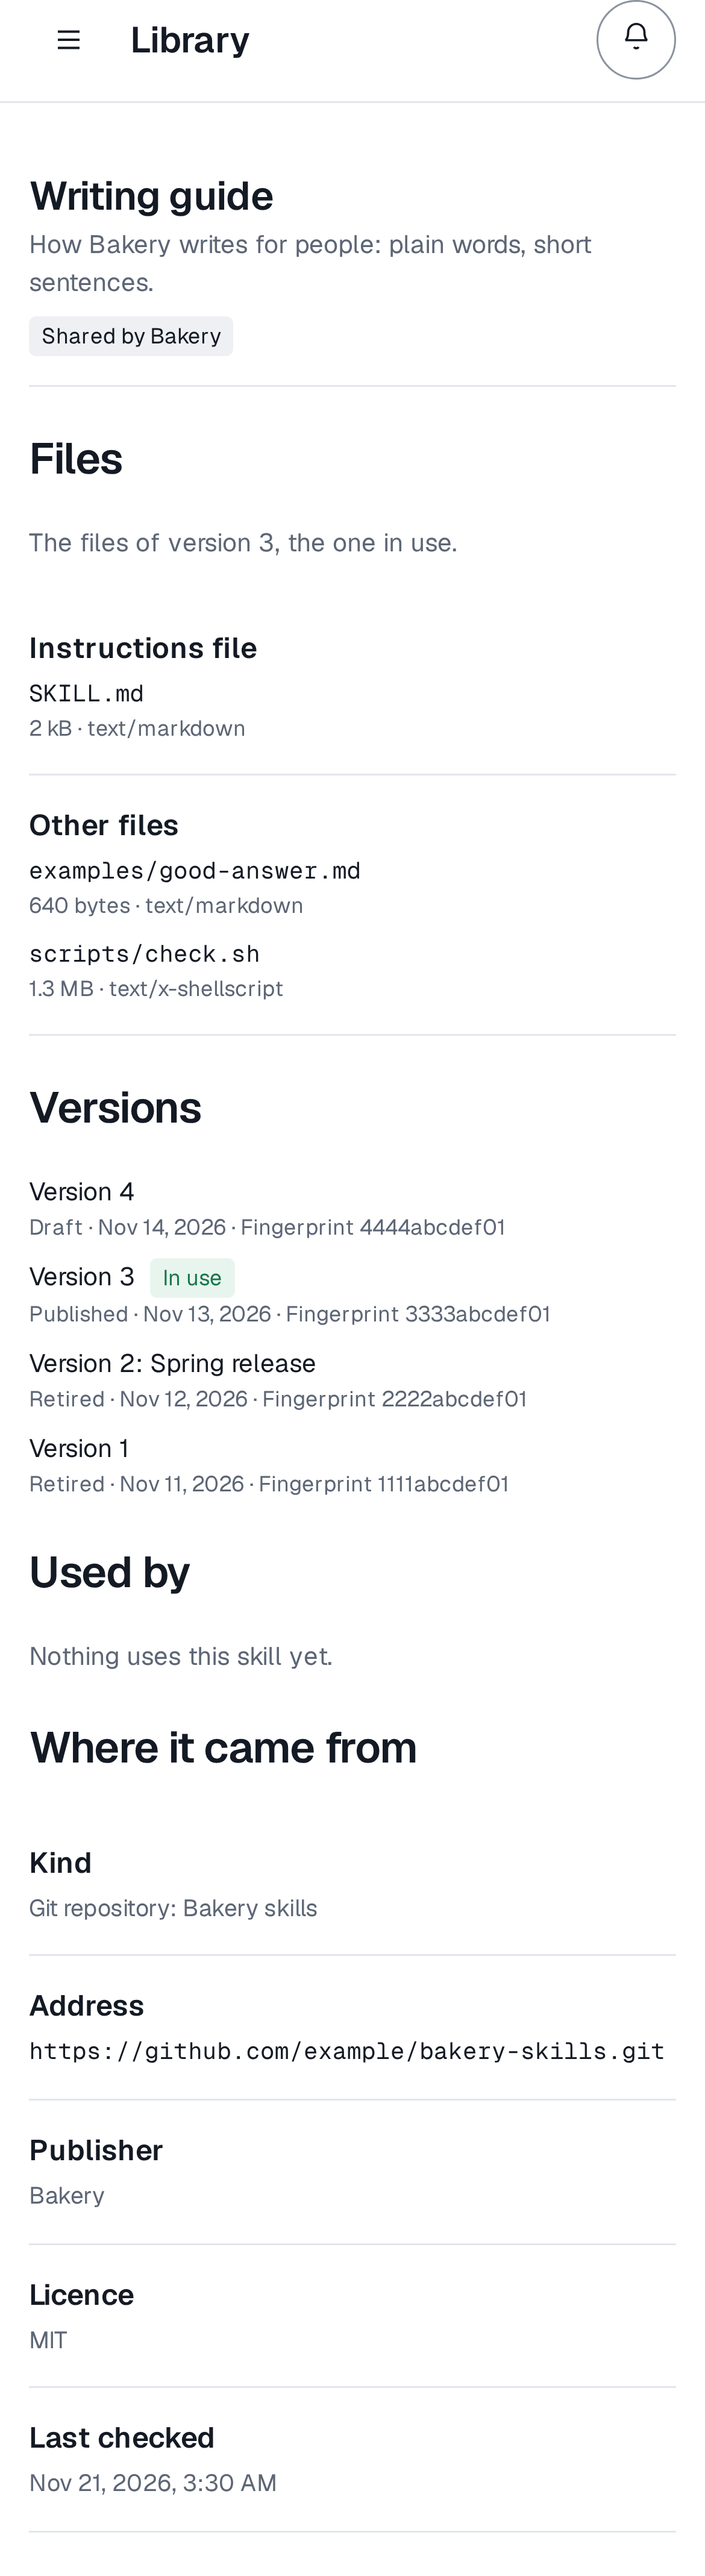 Library
Writing guide
How Bakery writes for people: plain words, short
sentences.
Shared by Bakery
Files
The files of version 3, the one in use.
Instructions file
SKILL.md
2 kB · text/markdown
Other files
examples/good-answer.md
640 bytes · text/markdown
scripts/check.sh
1.3 MB · text/x-shellscript
Versions
Version 4
Draft · Nov 14, 2026 · Fingerprint 4444abcdef01
Version 3 In use
Published · Nov 13, 2026 · Fingerprint 3333abcdef01
Version 2: Spring release
Retired · Nov 12, 2026 · Fingerprint 2222abcdef01
Version 1
Retired · Nov 11, 2026 · Fingerprint 1111abcdef01
Used by
Nothing uses this skill yet.
Where it came from
Kind
Git repository: Bakery skills
Address
https://github.com/example/bakery-skills.git
Publisher
Bakery
Licence
MIT
Last checked
Nov 21, 2026, 3:30 AM